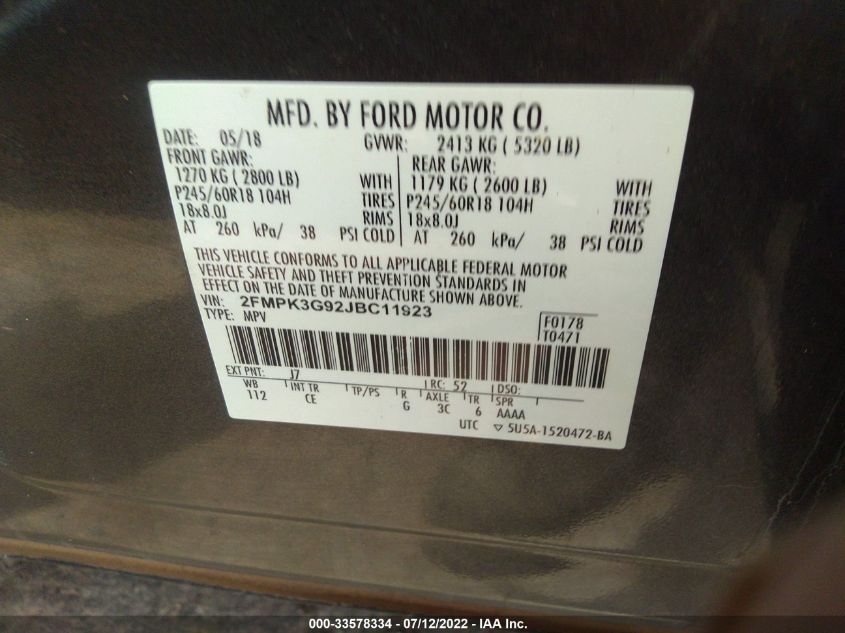 MFD. BY FORD MOTOR CO.
DATE: 05/18 GVWR: 2413 KG ( 5320 LB)
FRONT GAWR: REAR GAWR:
1270 KG ( 2800 LB) WITH 1179 KG ( 2600 LB) WITH
P245/60R18 104H TIRES P245/60R18 104H TIRES
18x8.0J RIMS 18x8.0J RIMS
AT 260 kPa/ 38 PSI COLD AT 260 kPa/ 38 PSI COLD
THIS VEHICLE CONFORMS TO ALL APPLICABLE FEDERAL MOTOR
VEHICLE SAFETY AND THEFT PREVENTION STANDARDS IN
EFFECT ON THE DATE OF MANUFACTURE SHOWN ABOVE.
VIN: 2FMPK3G92JBC11923
TYPE: MPV
F0178
T0471
EXT PNT: J7 RC: 52 DSO:
WB INT TR TP/PS R AXLE TR SPR
112 CE G 3C 6 AAAA
UTC ▽ 5U5A-1520472-BA
000-33578334 - 07/12/2022 - IAA Inc.